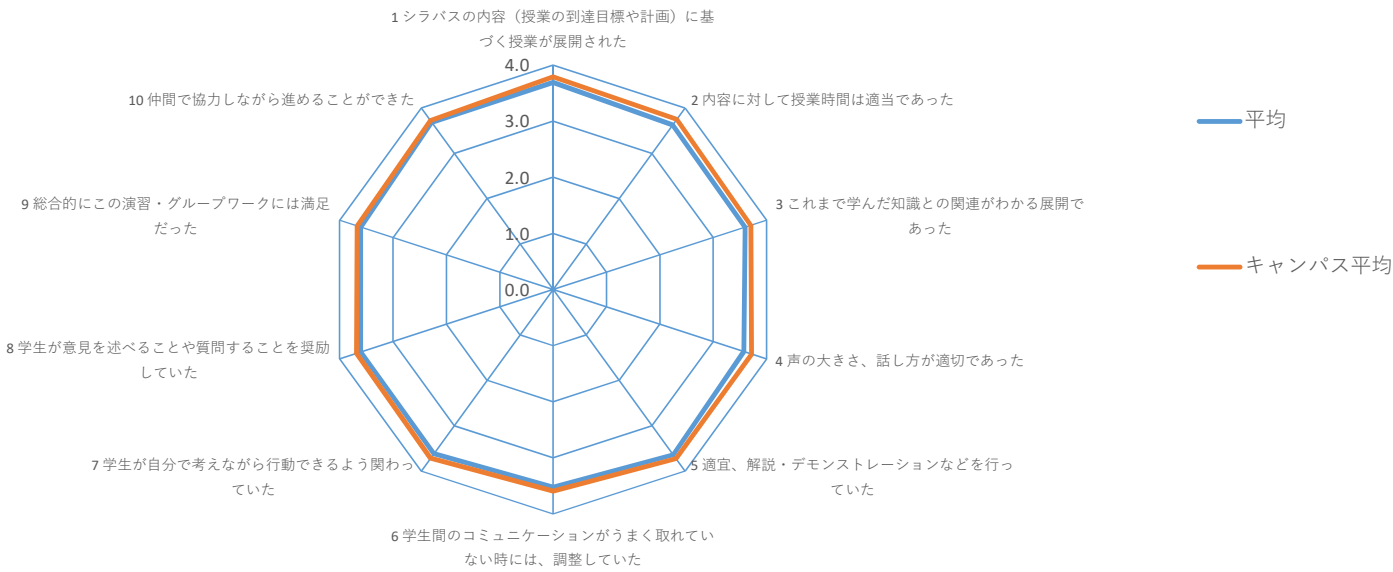 1 シラバスの内容（授業の到達目標や計画）に基
づく授業が展開された
4.0
10 仲間で協力しながら進めることができた
2 内容に対して授業時間は適当であった
平均
3.0
2.0
9 総合的にこの演習・グループワークには満足
だった
3 これまで学んだ知識との関連がわかる展開で
あった
1.0
キャンパス平均
0.0
8 学生が意見を述べることや質問することを奨励
していた
4 声の大きさ、話し方が適切であった
7 学生が自分で考えながら行動できるよう関わっ
ていた
5 適宜、解説・デモンストレーションなどを行っ
ていた
6 学生間のコミュニケーションがうまく取れてい
ない時には、調整していた